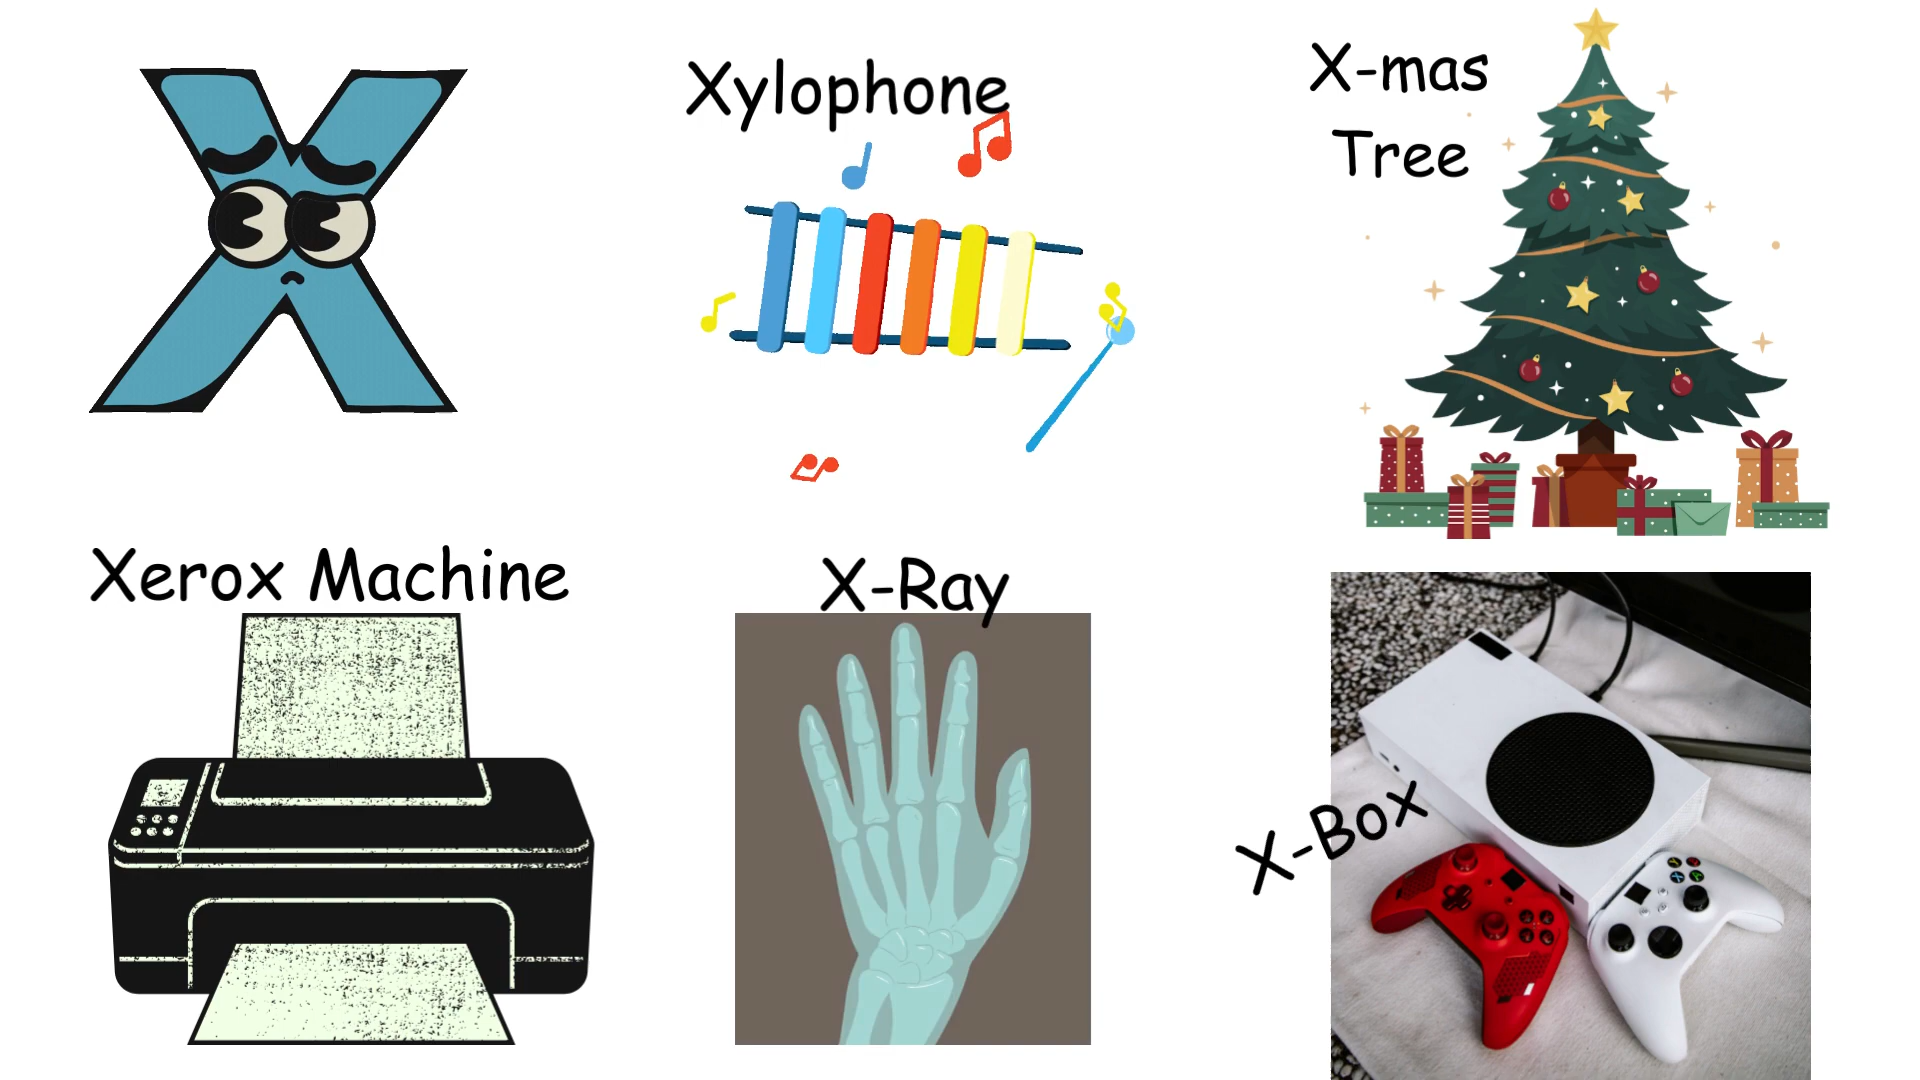 X
Xylophone
X-mas
Tree
Xerox Machine
X-Ray
X-Box